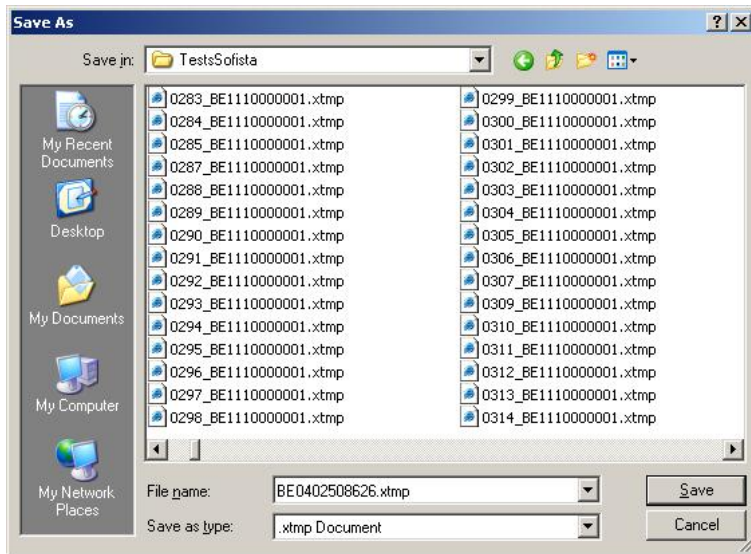 Save As
Save in:
TestsSofista
My Recent
Documents
Desktop
My Documents
My Computer
My Network
Places
0283_BE1110000001.xtmp
0284_BE1110000001.xtmp
0285_BE1110000001.xtmp
0287_BE1110000001.xtmp
0288_BE1110000001.xtmp
0289_BE1110000001.xtmp
0290_BE1110000001.xtmp
0291_BE1110000001.xtmp
0292_BE1110000001.xtmp
0293_BE1110000001.xtmp
0294_BE1110000001.xtmp
0295_BE1110000001.xtmp
0296_BE1110000001.xtmp
0297_BE1110000001.xtmp
0298_BE1110000001.xtmp
0299_BE1110000001.xtmp
0300_BE1110000001.xtmp
0301_BE1110000001.xtmp
0302_BE1110000001.xtmp
0303_BE1110000001.xtmp
0304_BE1110000001.xtmp
0305_BE1110000001.xtmp
0306_BE1110000001.xtmp
0307_BE1110000001.xtmp
0309_BE1110000001.xtmp
0310_BE1110000001.xtmp
0311_BE1110000001.xtmp
0312_BE1110000001.xtmp
0313_BE1110000001.xtmp
0314_BE1110000001.xtmp
File name:
BE0402508626.xtmp
Save
Save as type:
.xtmp Document
Cancel